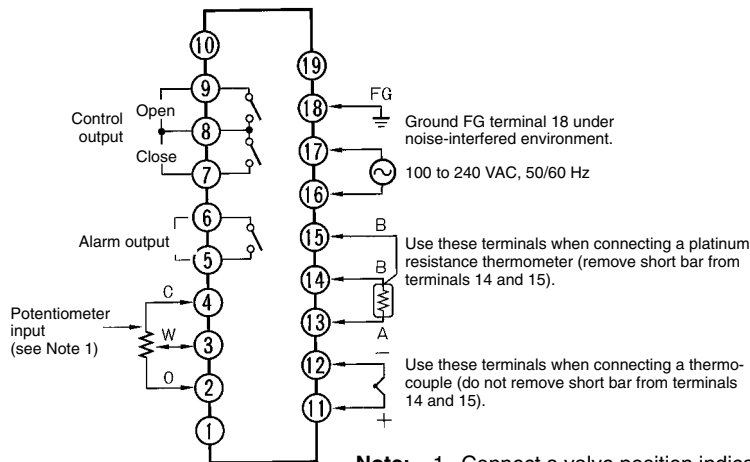 10
9
8
7
6
5
4
3
2
1
Control
output
Open
Close
Alarm output
Potentiometer
input
(see Note 1)
C
W
O
19
18
17
16
15
14
13
12
11
FG
Ground FG terminal 18 under
noise-interfered environment.
100 to 240 VAC, 50/60 Hz
B
B
A
Use these terminals when connecting a platinum
resistance thermometer (remove short bar from
terminals 14 and 15).
−
+
Use these terminals when connecting a thermo-
couple (do not remove short bar from terminals
14 and 15).
Note: 1. Connect a valve position indic